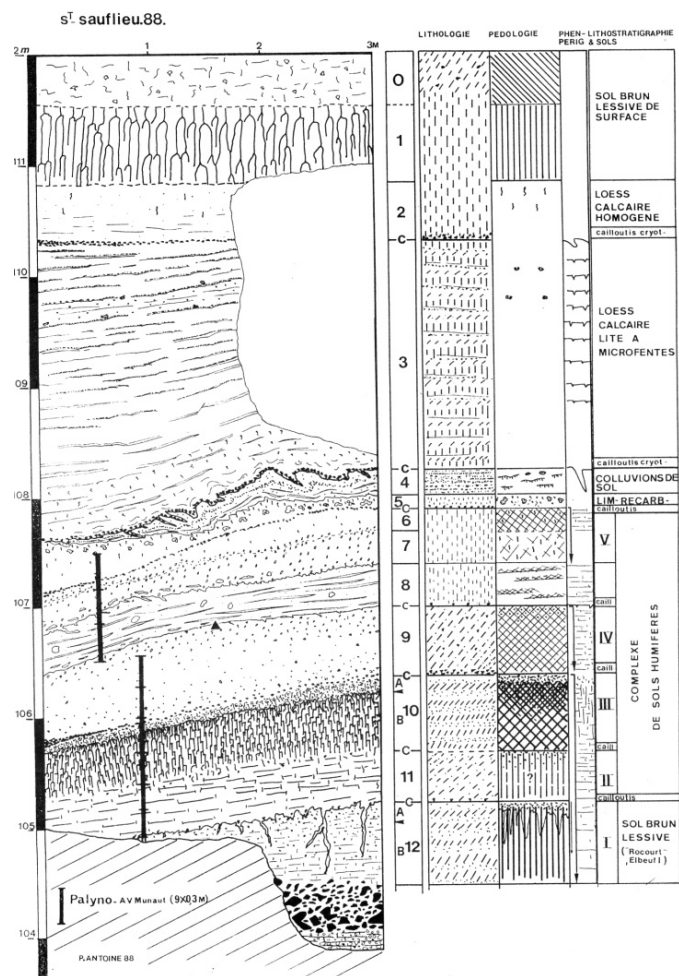 sT sauflieu.88.
LITHOLOGIE PEDOLOGIE PHEN- LITHOSTRATIGRAPHIE
PERIG & SOLS
2m 1 2 3M
111
110
109
108
107
106
105
104
0
1
2
C
3
C
4
5
C
6
7
8
C
9
C
A
10
B
C
11
C
A
B 12
?
SOL BRUN
LESSIVE DE
SURFACE
LOESS
CALCAIRE
HOMOGENE
cailloutis cryot-
LOESS
CALCAIRE
LITE A
MICROFENTES
cailloutis cryot-
COLLUVIONS DE
SOL
LIM-RECARB-
cailloutis
V
caill
IV
caill
III
caill
II
cailloutis
I
COMPLEXE
DE SOLS HUMIFERES
SOL BRUN
LESSIVE
(~Rocourt-
Elbeuf I)
Palyno- AV Munaut (9X0,3M)
P. ANTOINE 88